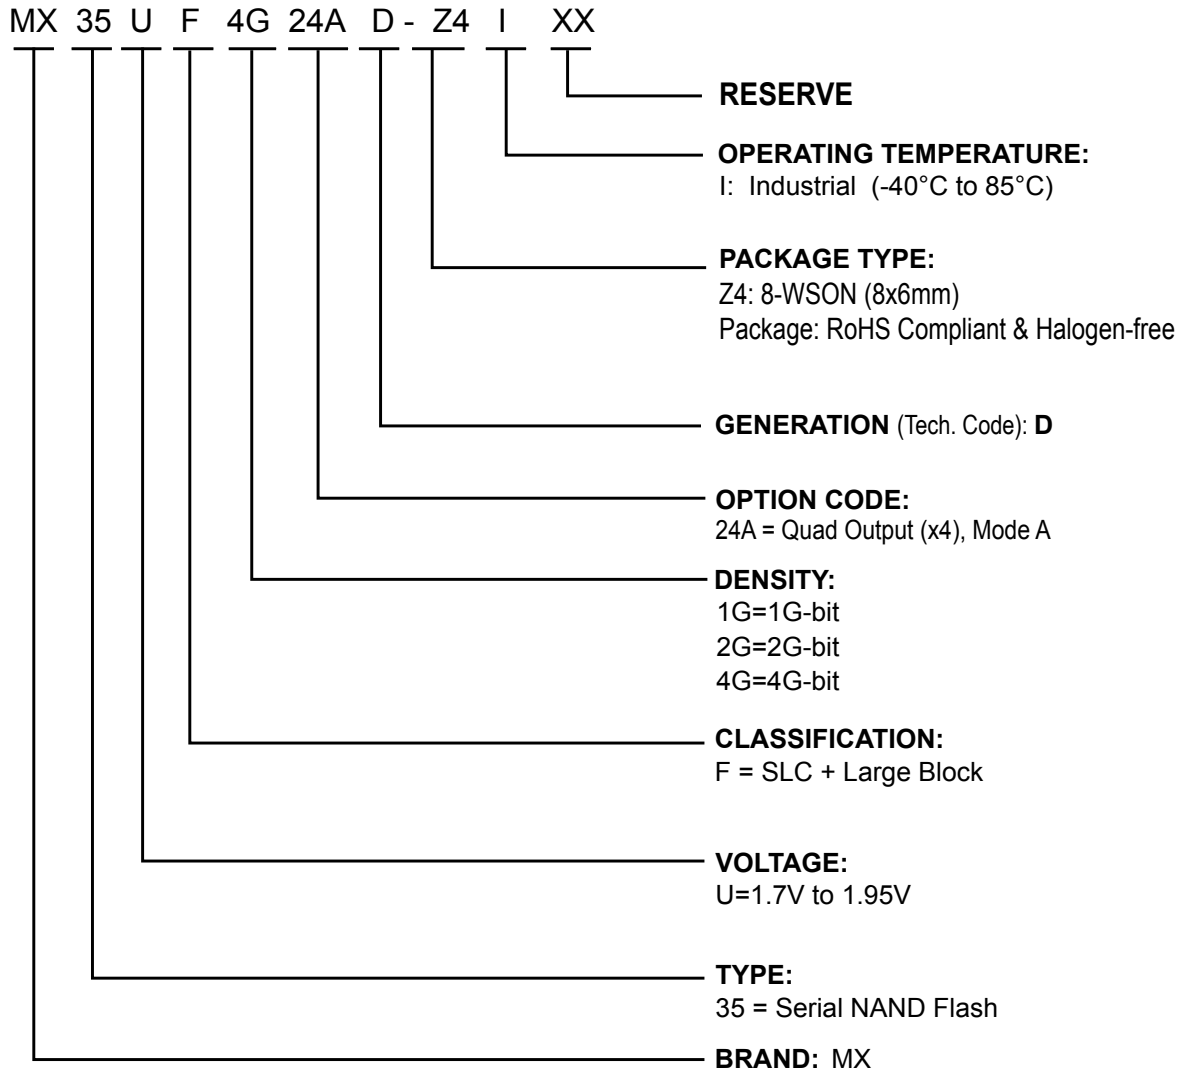 MX 35 U F 4G 24A D - Z4 I XX
RESERVE
OPERATING TEMPERATURE:
I: Industrial (-40°C to 85°C)
PACKAGE TYPE:
Z4: 8-WSON (8x6mm)
Package: RoHS Compliant & Halogen-free
GENERATION (Tech. Code): D
OPTION CODE:
24A = Quad Output (x4), Mode A
DENSITY:
1G=1G-bit
2G=2G-bit
4G=4G-bit
CLASSIFICATION:
F = SLC + Large Block
VOLTAGE:
U=1.7V to 1.95V
TYPE:
35 = Serial NAND Flash
BRAND: MX